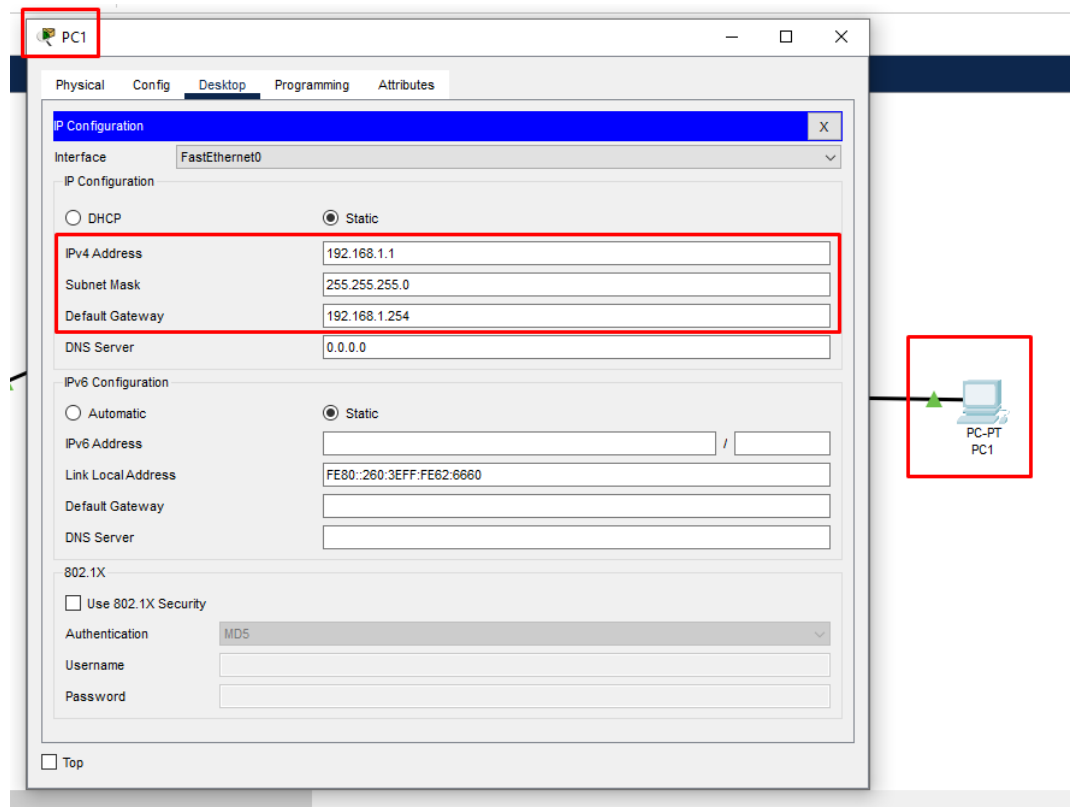 PC1
Physical Config Desktop Programming Attributes
IP Configuration X
Interface FastEthernet0
IP Configuration
DHCP Static
IPv4 Address 192.168.1.1
Subnet Mask 255.255.255.0
Default Gateway 192.168.1.254
DNS Server 0.0.0.0
IPv6 Configuration
Automatic Static
IPv6 Address /
Link Local Address FE80::260:3EFF:FE62:6660
Default Gateway
DNS Server
802.1X
Use 802.1X Security
Authentication MD5
Username
Password
Top
PC-PT
PC1